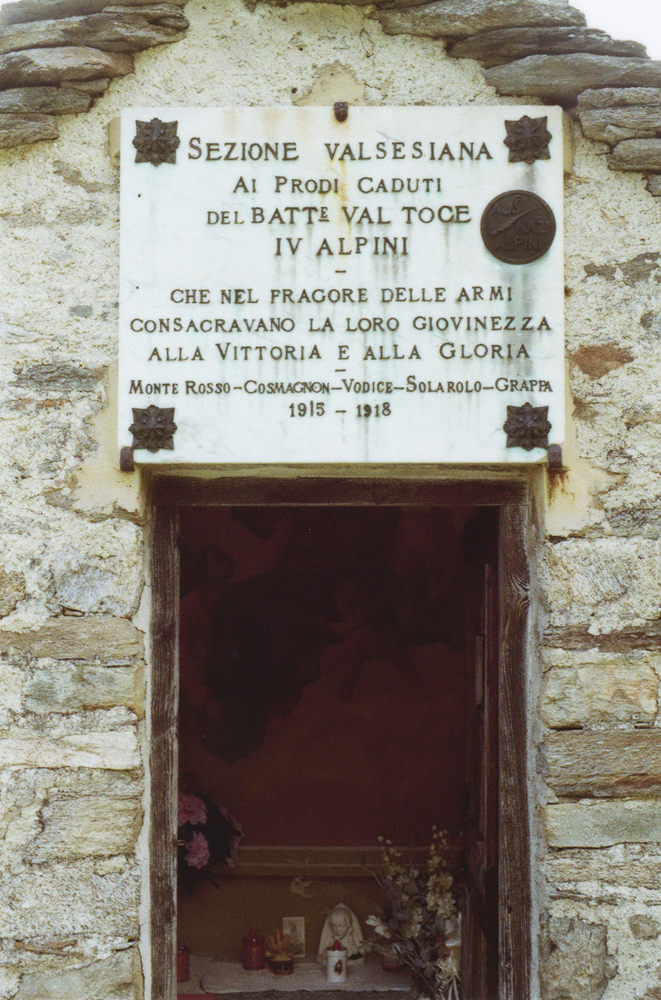 SEZIONE VALSESIANA
AI PRODI CADUTI
DEL BATT.E VAL TOCE
IV ALPINI
–
CHE NEL FRAGORE DELLE ARMI
CONSACRAVANO LA LORO GIOVINEZZA
ALLA VITTORIA E ALLA GLORIA
–
MONTE ROSSO–COSMAGNON–VODICE–SOLAROLO–GRAPPA
1915 – 1918
ALPINI